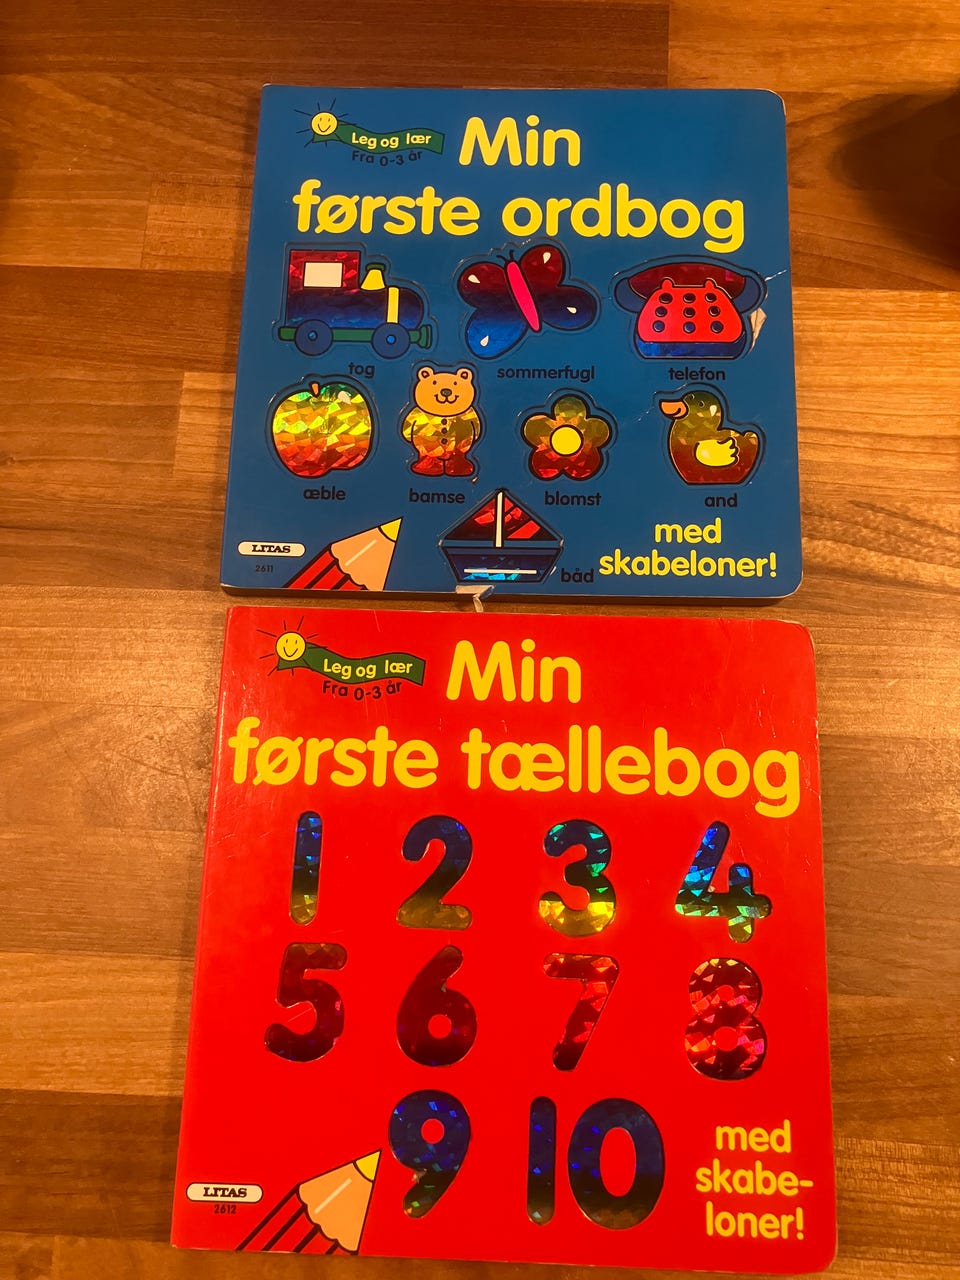 Leg og lær
Fra 0-3 år
Min
første ordbog
tog
sommerfugl
telefon
æble
bamse
blomst
and
båd
med
skabeloner!
LITAS
2611
Leg og lær
Fra 0-3 år
Min
første tællebog
1 2 3 4
5 6 7 8
9 10
med
skabe-
loner!
LITAS
2612